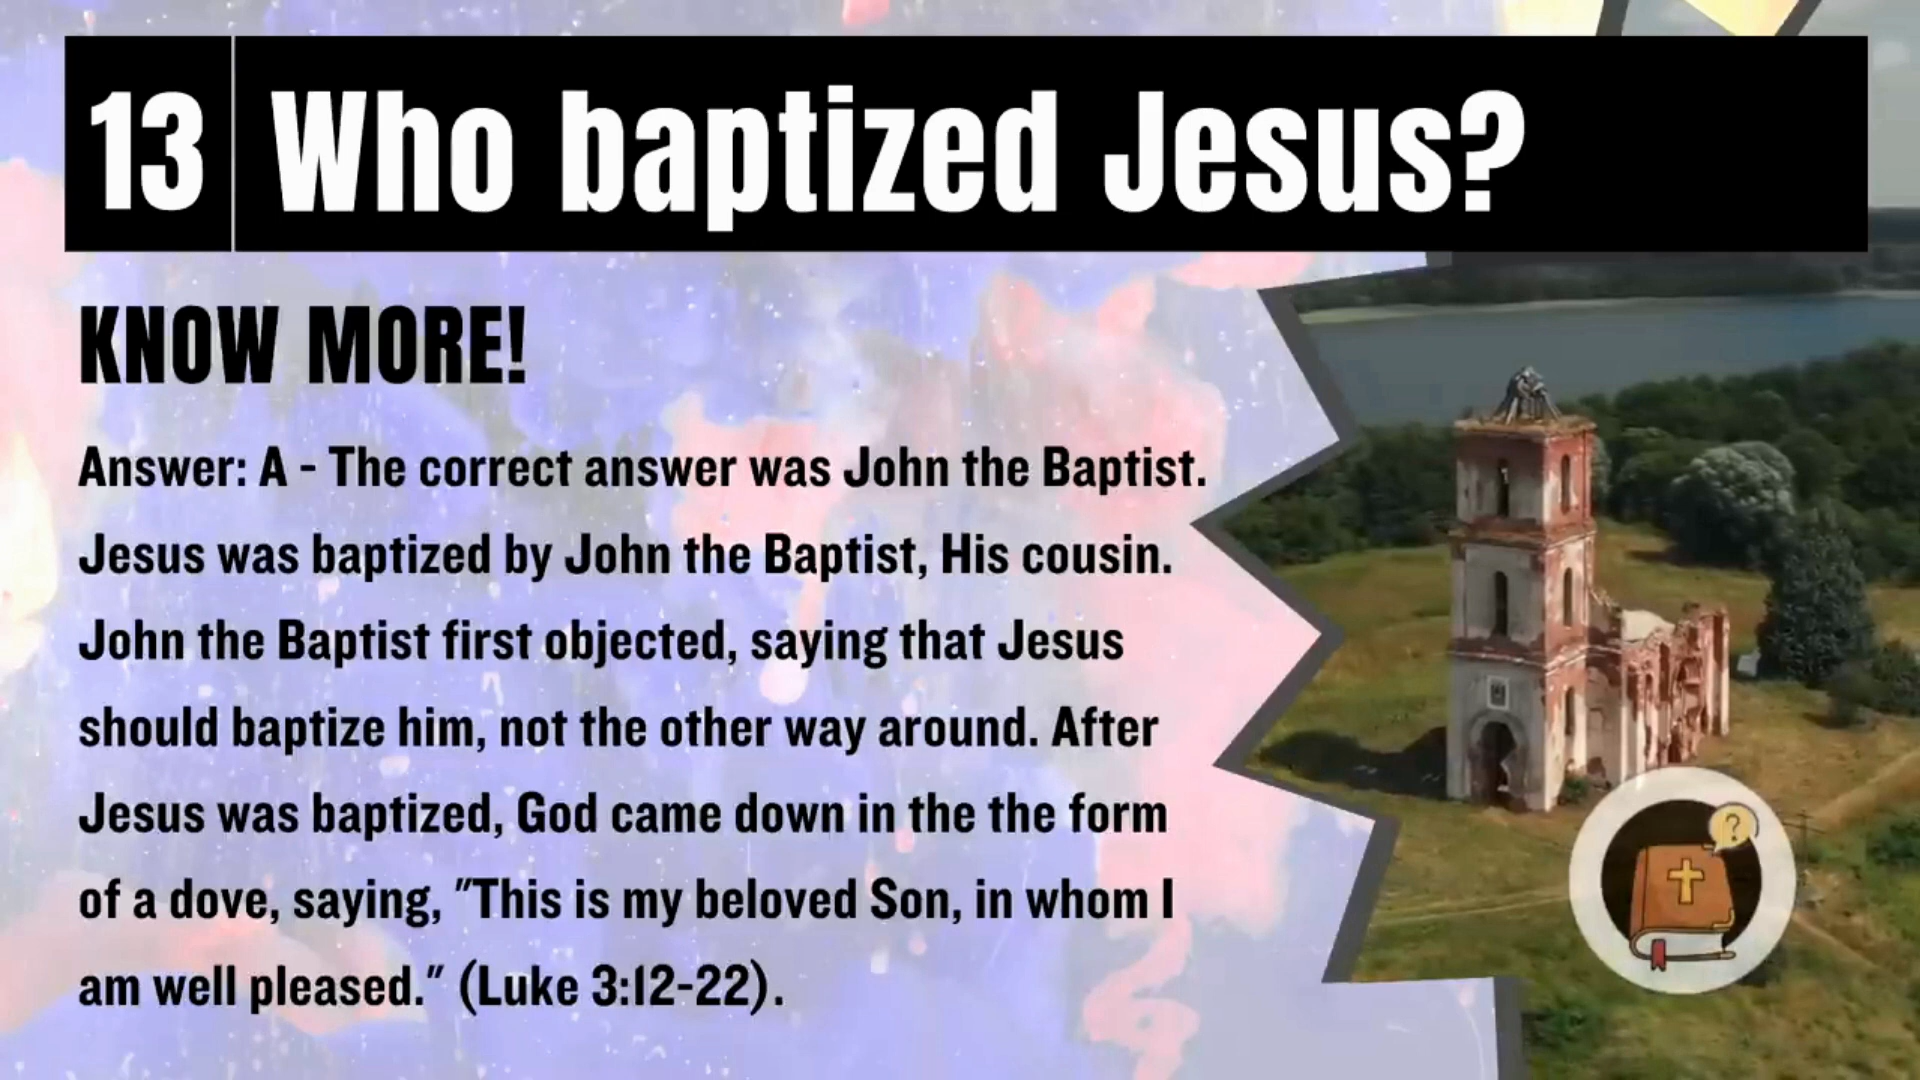 13 Who baptized Jesus?
KNOW MORE!
Answer: A - The correct answer was John the Baptist.
Jesus was baptized by John the Baptist, His cousin.
John the Baptist first objected, saying that Jesus
should baptize him, not the other way around. After
Jesus was baptized, God came down in the the form
of a dove, saying, "This is my beloved Son, in whom I
am well pleased." (Luke 3:12-22).
?